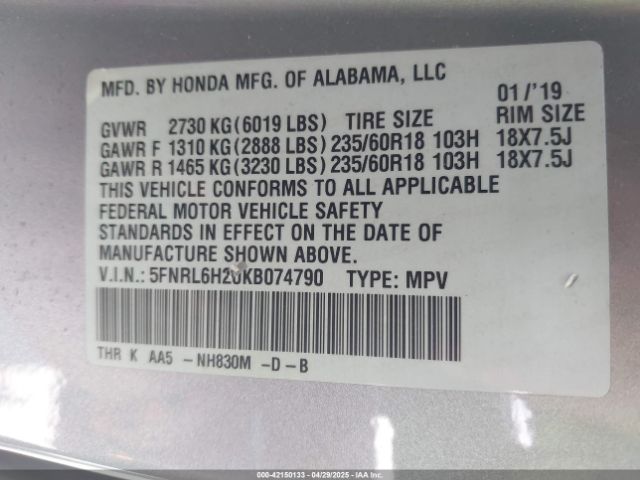 MFD. BY HONDA MFG. OF ALABAMA, LLC
01/'19
GVWR 2730 KG (6019 LBS) TIRE SIZE RIM SIZE
GAWR F 1310 KG (2888 LBS) 235/60R18 103H 18X7.5J
GAWR R 1465 KG (3230 LBS) 235/60R18 103H 18X7.5J
THIS VEHICLE CONFORMS TO ALL APPLICABLE
FEDERAL MOTOR VEHICLE SAFETY
STANDARDS IN EFFECT ON THE DATE OF
MANUFACTURE SHOWN ABOVE.
V.I.N.: 5FNRL6H20KB074790 TYPE: MPV
THR K AA5 -NH830M -D-B
000-42150133 - 04/29/2025 - IAAI.COM